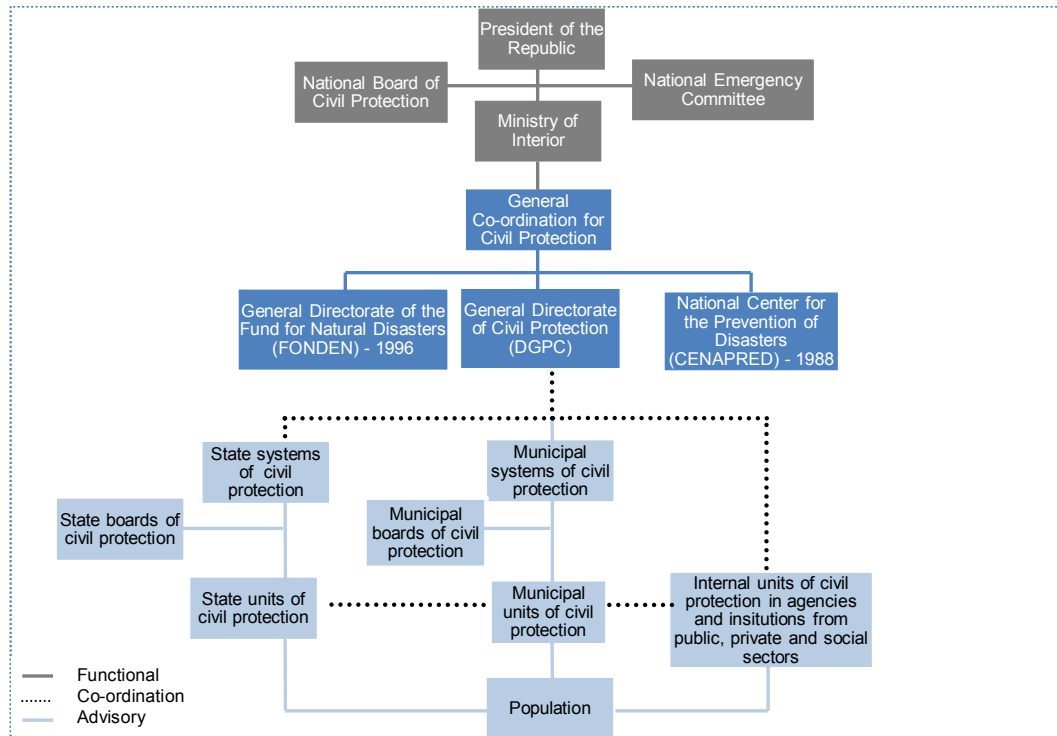 President of the
Republic
National Board of
Civil Protection
National Emergency
Committee
Ministry of
Interior
General
Co-ordination for
Civil Protection
General Directorate of the
Fund for Natural Disasters
(FONDEN) - 1996
General Directorate
of Civil Protection
(DGPC)
National Center for
the Prevention of
Disasters
(CENAPRED) - 1988
State systems
of civil
protection
Municipal
systems of civil
protection
State boards of
civil protection
Municipal
boards of civil
protection
State units of
civil protection
Municipal
units of civil
protection
Internal units of civil
protection in agencies
and insitutions from
public, private and social
sectors
Population
Functional
Co-ordination
Advisory